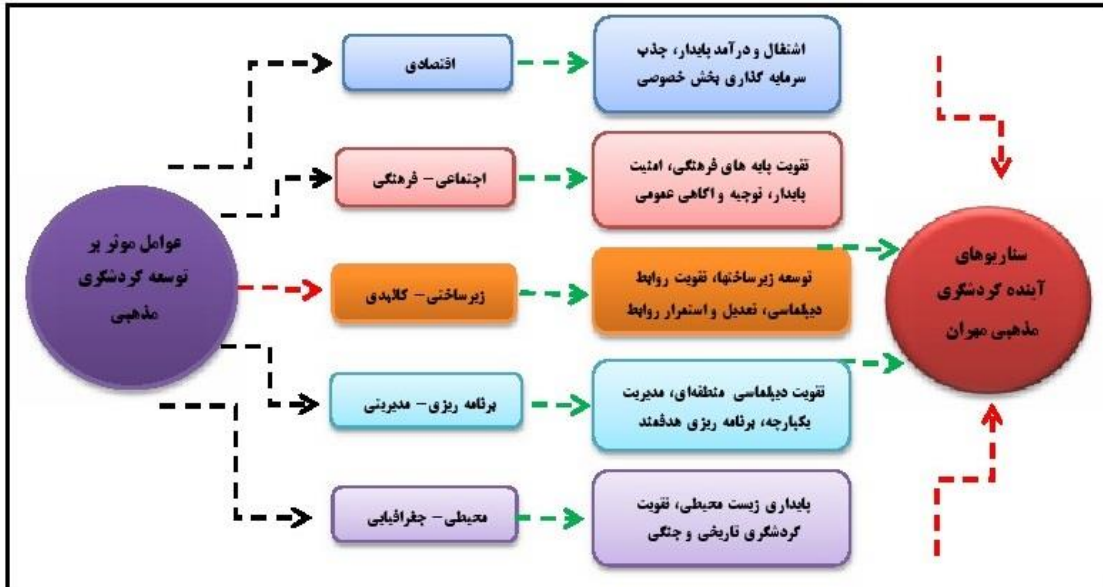 عوامل موثر بر
توسعه گردشگری
مذهبی
اقتصادی
اشتغال و درآمد پایدار، جذب
سرمایه گذاری بخش خصوصی
اجتماعی – فرهنگی
تقویت پایه های فرهنگی، امنیت
پایدار، توجیه و اگاهی عمومی
زیرساختی – کالبدی
توسعه زیرساختها، تقویت روابط
دیپلماسی، تعدیل و استمرار روابط
برنامه ریزی – مدیریتی
تقویت دیپلماسی منطقه‌ای، مدیریت
یکپارچه، برنامه ریزی هدفمند
محیطی – جغرافیایی
پایداری زیست محیطی، تقویت
گردشگری تاریخی و جنگی
سناریوهای
آینده گردشگری
مذهبی مهران